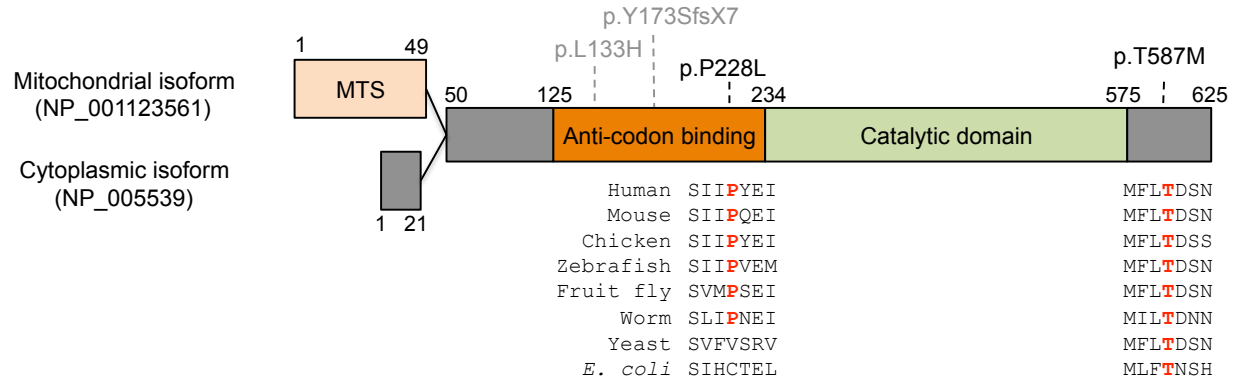 p.Y173SfsX7
p.L133H
p.P228L
p.T587M
1 49
Mitochondrial isoform
(NP_001123561)
MTS
50 125 234 575 625
Anti-codon binding
Catalytic domain
Cytoplasmic isoform
(NP_005539)
1 21
Human SIIPYEI MFLTDSN
Mouse SIIPQEI MFLTDSN
Chicken SIIPYEI MFLTDSS
Zebrafish SIIPVEM MFLTDSN
Fruit fly SVMPSEI MFLTDSN
Worm SLIPNEI MILTDNN
Yeast SVFVSRV MFLTDSN
E. coli SIHCTEL MLFTNSH